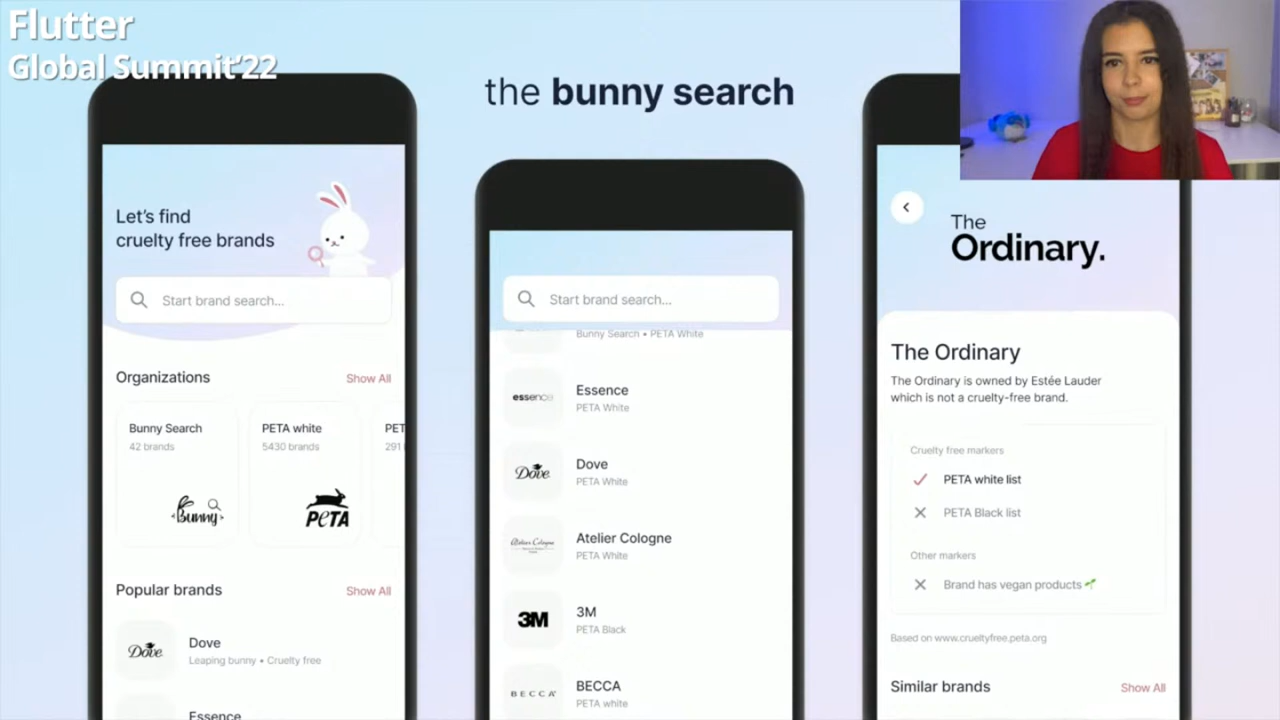 Flutter
Global Summit'22
the bunny search
Let's find
cruelty free brands
Start brand search...
Organizations
Show All
Bunny Search
42 brands
Bunny
PETA white
5430 brands
PeTA
PET
291
Popular brands
Show All
Dove
Dove
Leaping bunny • Cruelty free
Essence
Start brand search...
Bunny Search • PETA White
essence
Essence
PETA White
Dove
Dove
PETA White
Atelier Cologne
Atelier Cologne
PETA White
3M
3M
PETA Black
BECCA
BECCA
PETA white
The
Ordinary.
The Ordinary
The Ordinary is owned by Estée Lauder
which is not a cruelty-free brand.
Cruelty free markers
PETA white list
PETA Black list
Other markers
Brand has vegan products
Based on www.crueltyfree.peta.org
Similar brands
Show All